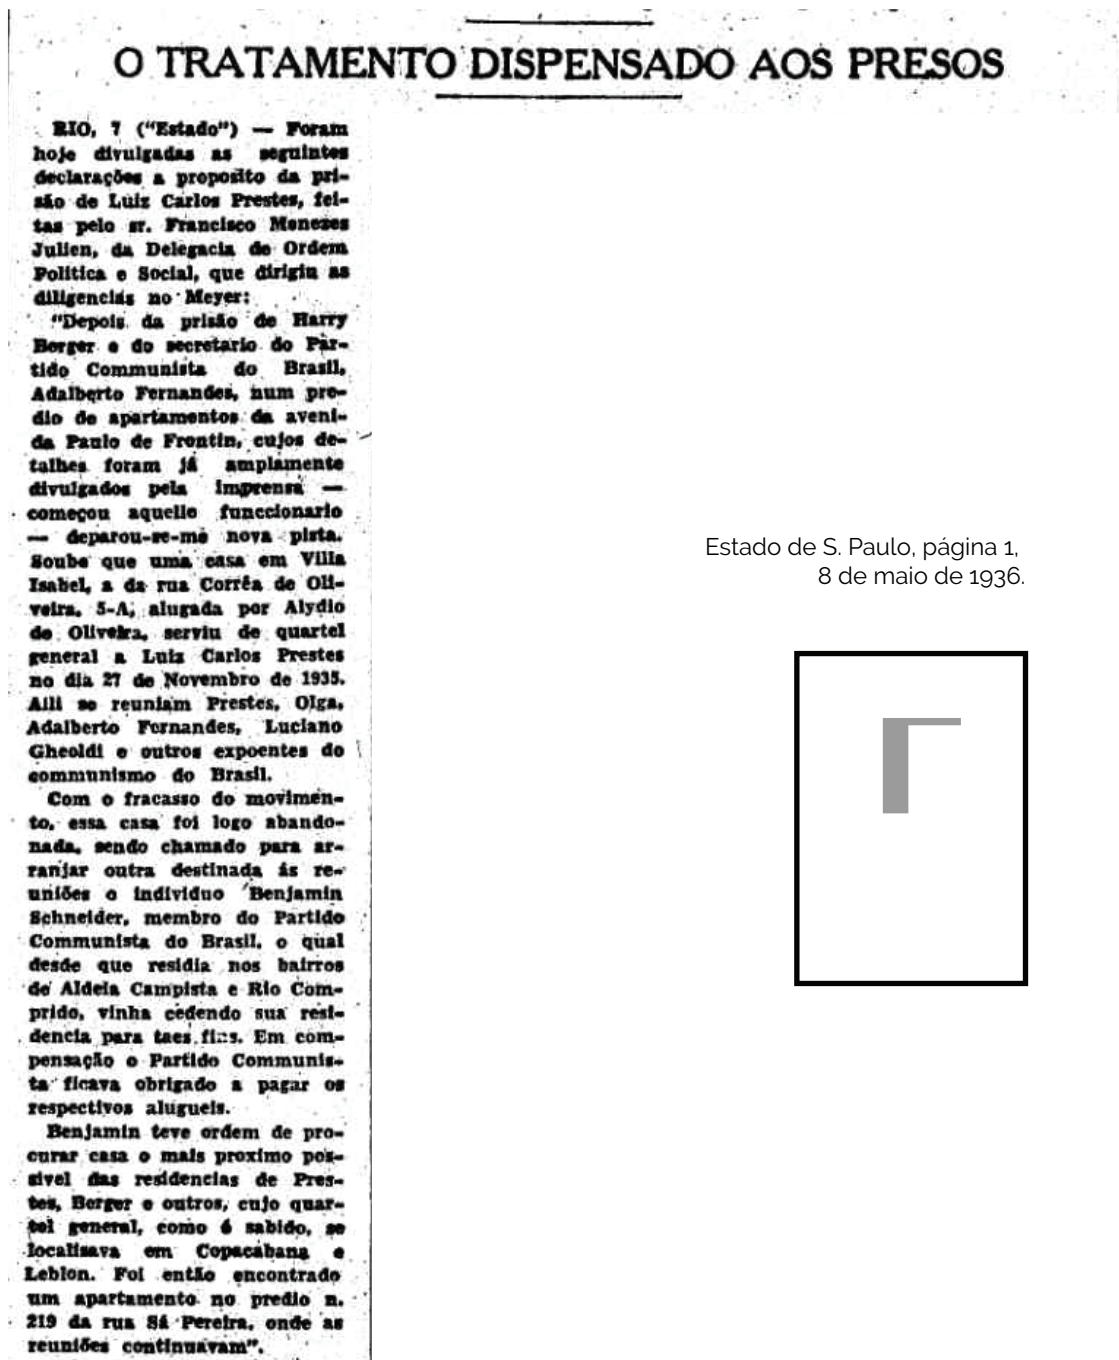 O TRATAMENTO DISPENSADO AOS PRESOS
RIO, 7 ("Estado") — Foram
hoje divulgadas as seguintes
declarações a proposito da pri-
são de Luiz Carlos Prestes, fei-
tas pelo sr. Francisco Menezes
Julien, da Delegacia de Ordem
Politica e Social, que dirigiu as
diligencias no Meyer:
"Depois da prisão de Harry
Berger e do secretario do Par-
tido Communista do Brasil,
Adalberto Fernandes, num pre-
dio de apartamentos da aveni-
da Paulo de Frontin, cujos de-
talhes foram já amplamente
divulgados pela imprensa —
começou aquelle funccionario
— deparou-se-me nova pista.
Soube que uma casa em Villa
Isabel, a da rua Corrêa de Oli-
veira, 5-A, alugada por Alydio
de Oliveira, serviu de quartel
general a Luiz Carlos Prestes
no dia 27 de Novembro de 1935.
Alli se reuniam Prestes, Olga,
Adalberto Fernandes, Luciano
Gheoldi e outros expoentes do
communismo do Brasil.
Com o fracasso do movimen-
to, essa casa foi logo abando-
nada, sendo chamado para ar-
ranjar outra destinada ás re-
uniões o individuo Benjamin
Schneider, membro do Partido
Communista do Brasil, o qual
desde que residia nos bairros
de Aldeia Campista e Rio Com-
prido, vinha cedendo sua resi-
dencia para taes fins. Em com-
pensação o Partido Communis-
ta ficava obrigado a pagar os
respectivos alugueis.
Benjamin teve ordem de pro-
curar casa o mais proximo pos-
sivel das residencias de Pres-
tes, Berger e outros, cujo quar-
tel general, como é sabido, se
localisava em Copacabana e
Leblon. Foi então encontrado
um apartamento no predio n.
219 da rua Sá Pereira, onde as
reuniões continuavam".
Estado de S. Paulo, página 1,
8 de maio de 1936.